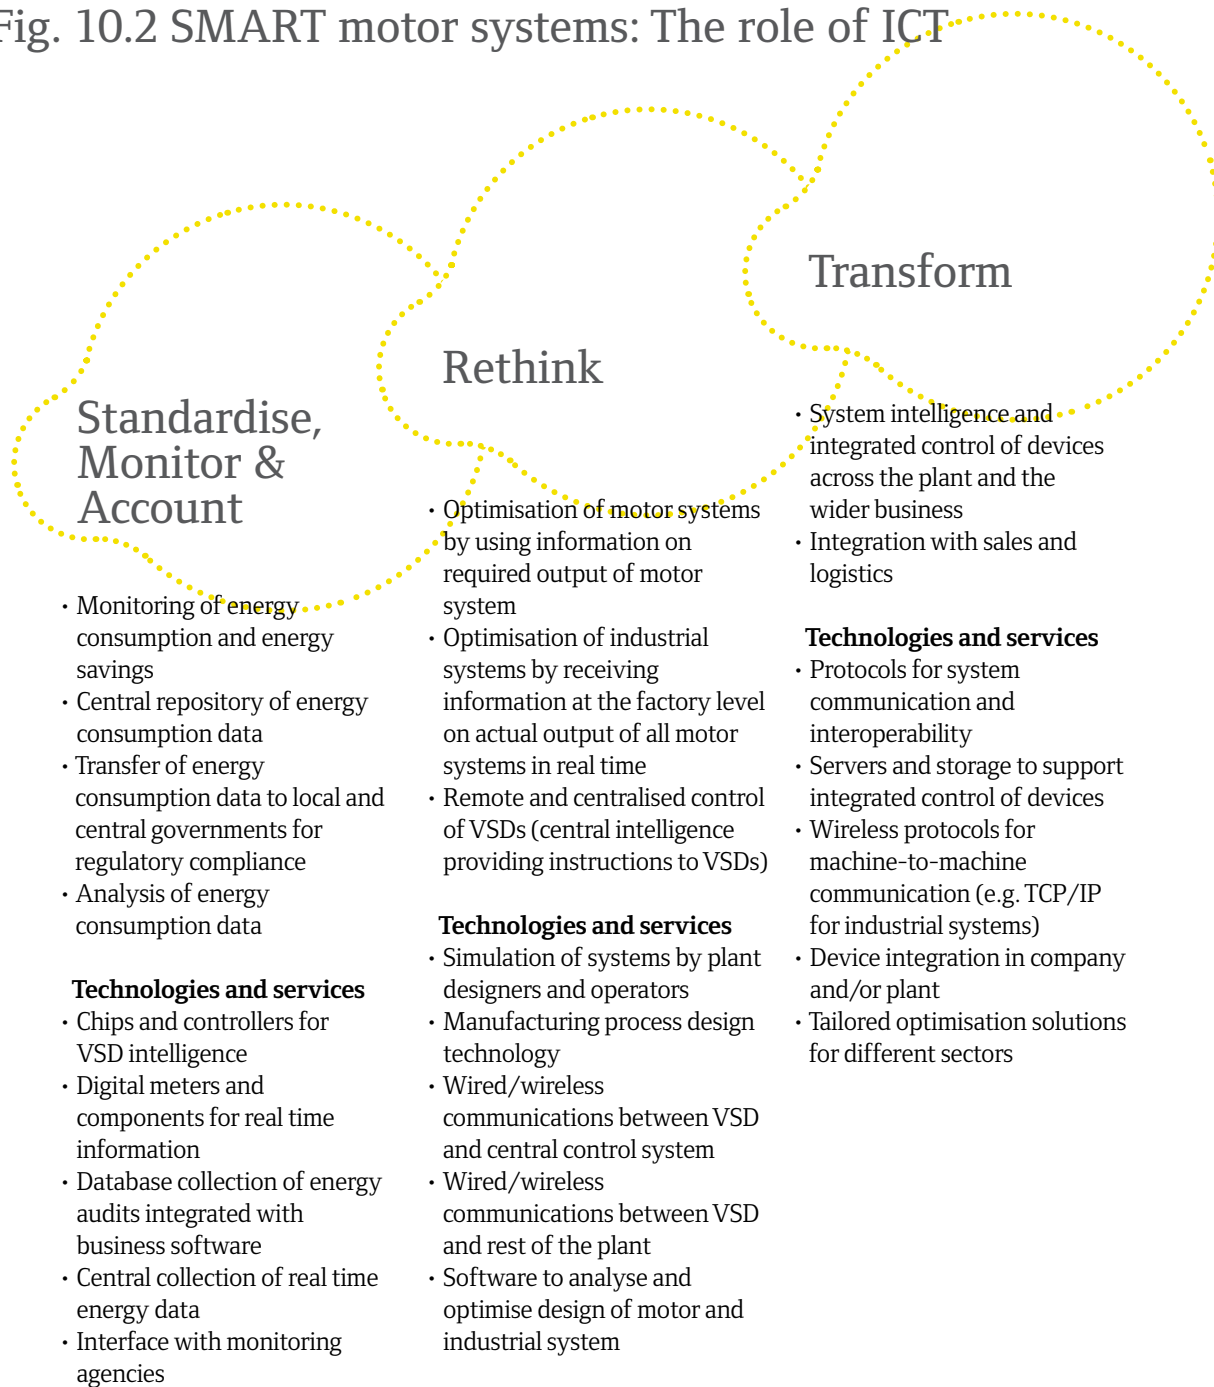 Fig. 10.2 SMART motor systems: The role of ICT
Standardise,
Monitor &
Account
· Monitoring of energy
consumption and energy
savings
· Central repository of energy
consumption data
· Transfer of energy
consumption data to local and
central governments for
regulatory compliance
· Analysis of energy
consumption data
Technologies and services
· Chips and controllers for
VSD intelligence
· Digital meters and
components for real time
information
· Database collection of energy
audits integrated with
business software
· Central collection of real time
energy data
· Interface with monitoring
agencies
Rethink
· Optimisation of motor systems
by using information on
required output of motor
system
· Optimisation of industrial
systems by receiving
information at the factory level
on actual output of all motor
systems in real time
· Remote and centralised control
of VSDs (central intelligence
providing instructions to VSDs)
Technologies and services
· Simulation of systems by plant
designers and operators
· Manufacturing process design
technology
· Wired/wireless
communications between VSD
and central control system
· Wired/wireless
communications between VSD
and rest of the plant
· Software to analyse and
optimise design of motor and
industrial system
Transform
· System intelligence and
integrated control of devices
across the plant and the
wider business
· Integration with sales and
logistics
Technologies and services
· Protocols for system
communication and
interoperability
· Servers and storage to support
integrated control of devices
· Wireless protocols for
machine-to-machine
communication (e.g. TCP/IP
for industrial systems)
· Device integration in company
and/or plant
· Tailored optimisation solutions
for different sectors